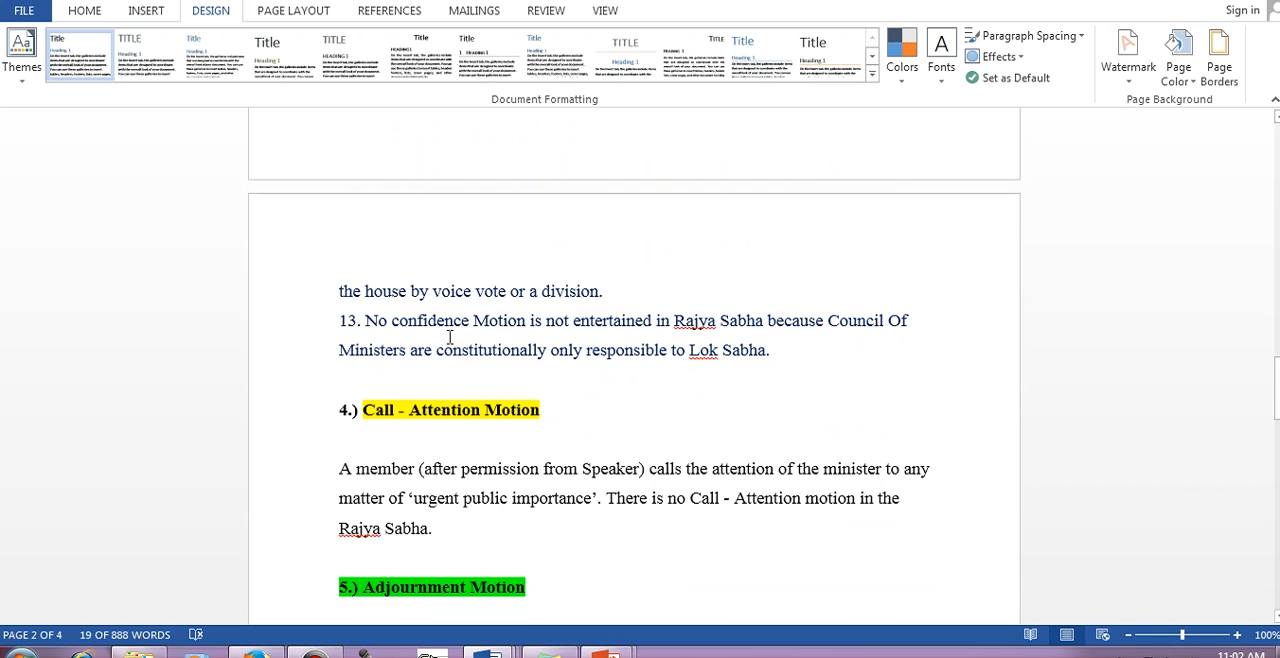 FILE HOME INSERT DESIGN PAGE LAYOUT REFERENCES MAILINGS REVIEW VIEW Sign in
Themes
Colors
Fonts
Paragraph Spacing
Effects
Set as Default
Watermark
Page Color
Page Borders
Document Formatting
Page Background
the house by voice vote or a division.
13. No confidence Motion is not entertained in Rajya Sabha because Council Of
Ministers are constitutionally only responsible to Lok Sabha.
4.) Call - Attention Motion
A member (after permission from Speaker) calls the attention of the minister to any
matter of ‘urgent public importance’. There is no Call - Attention motion in the
Rajya Sabha.
5.) Adjournment Motion
PAGE 2 OF 4 19 OF 888 WORDS 100%
11:02 AM